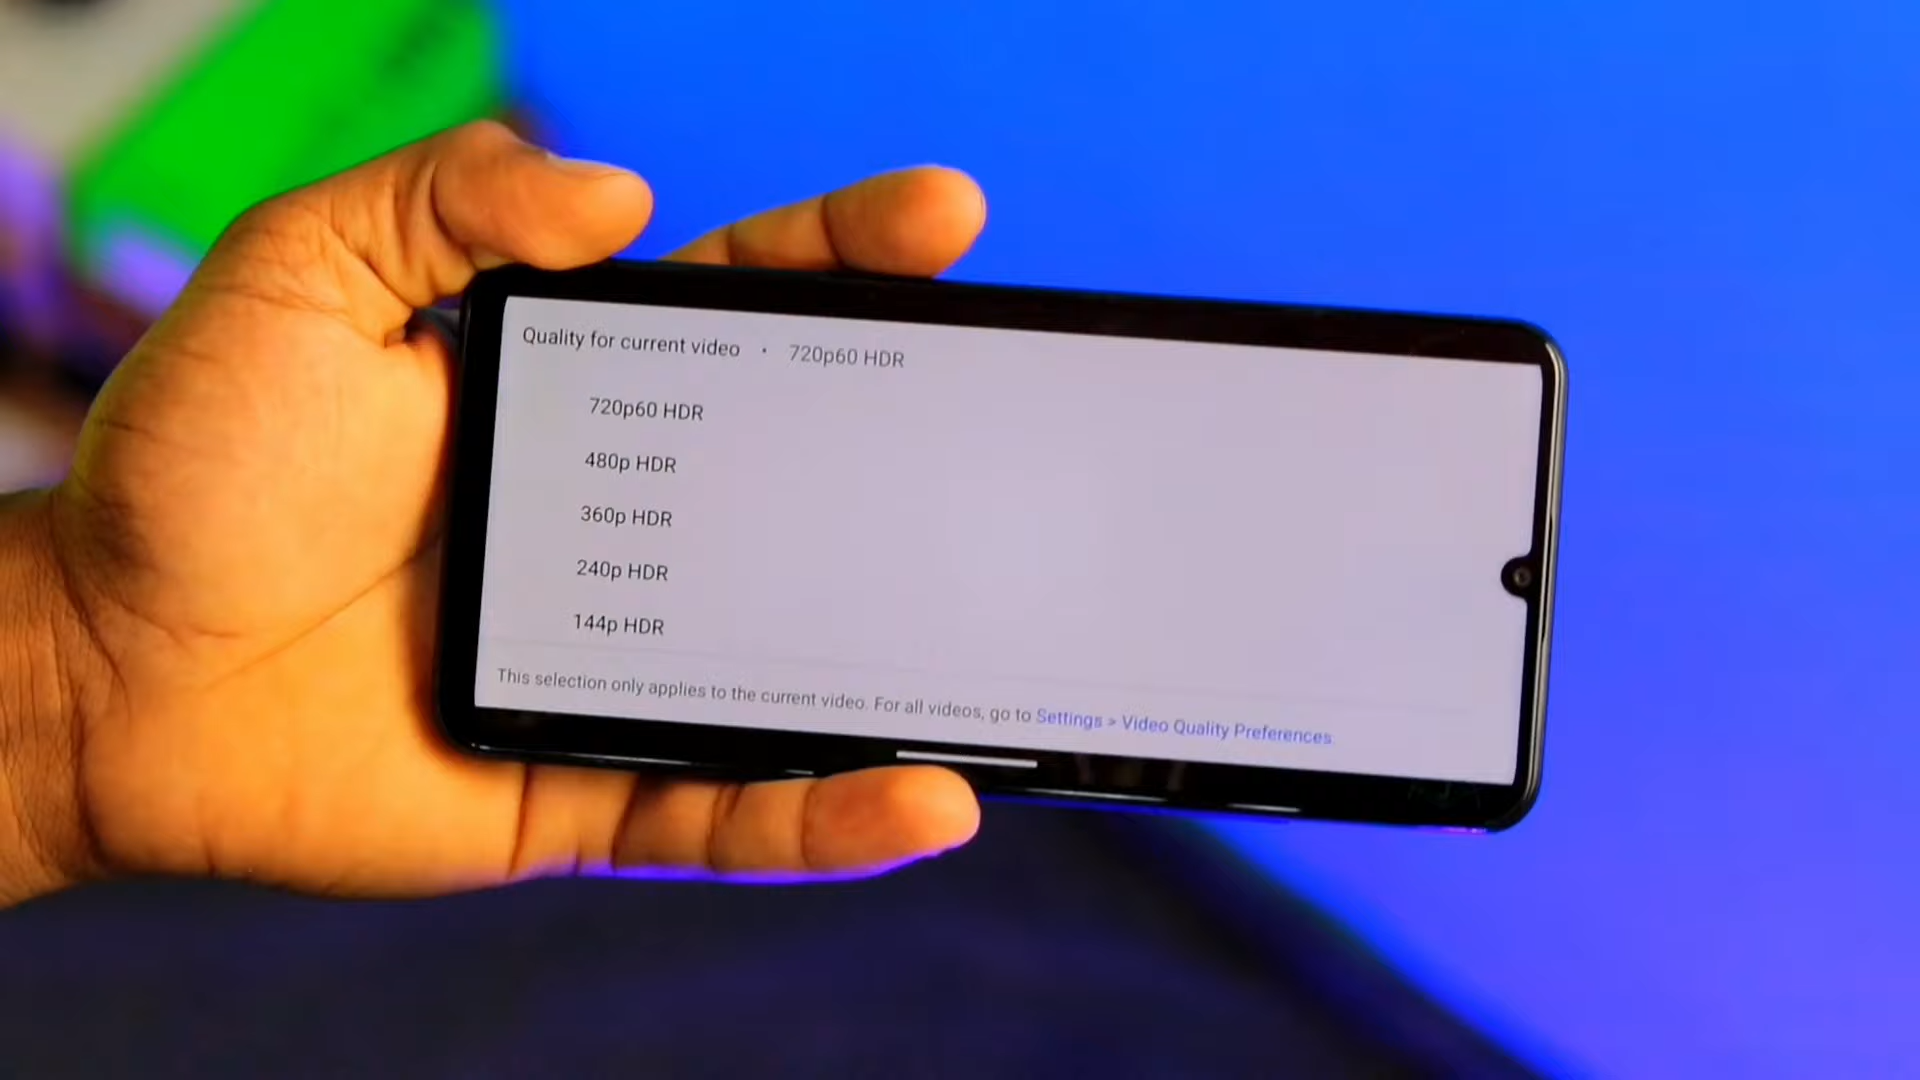 Quality for current video • 720p60 HDR
720p60 HDR
480p HDR
360p HDR
240p HDR
144p HDR
This selection only applies to the current video. For all videos, go to Settings > Video Quality Preferences